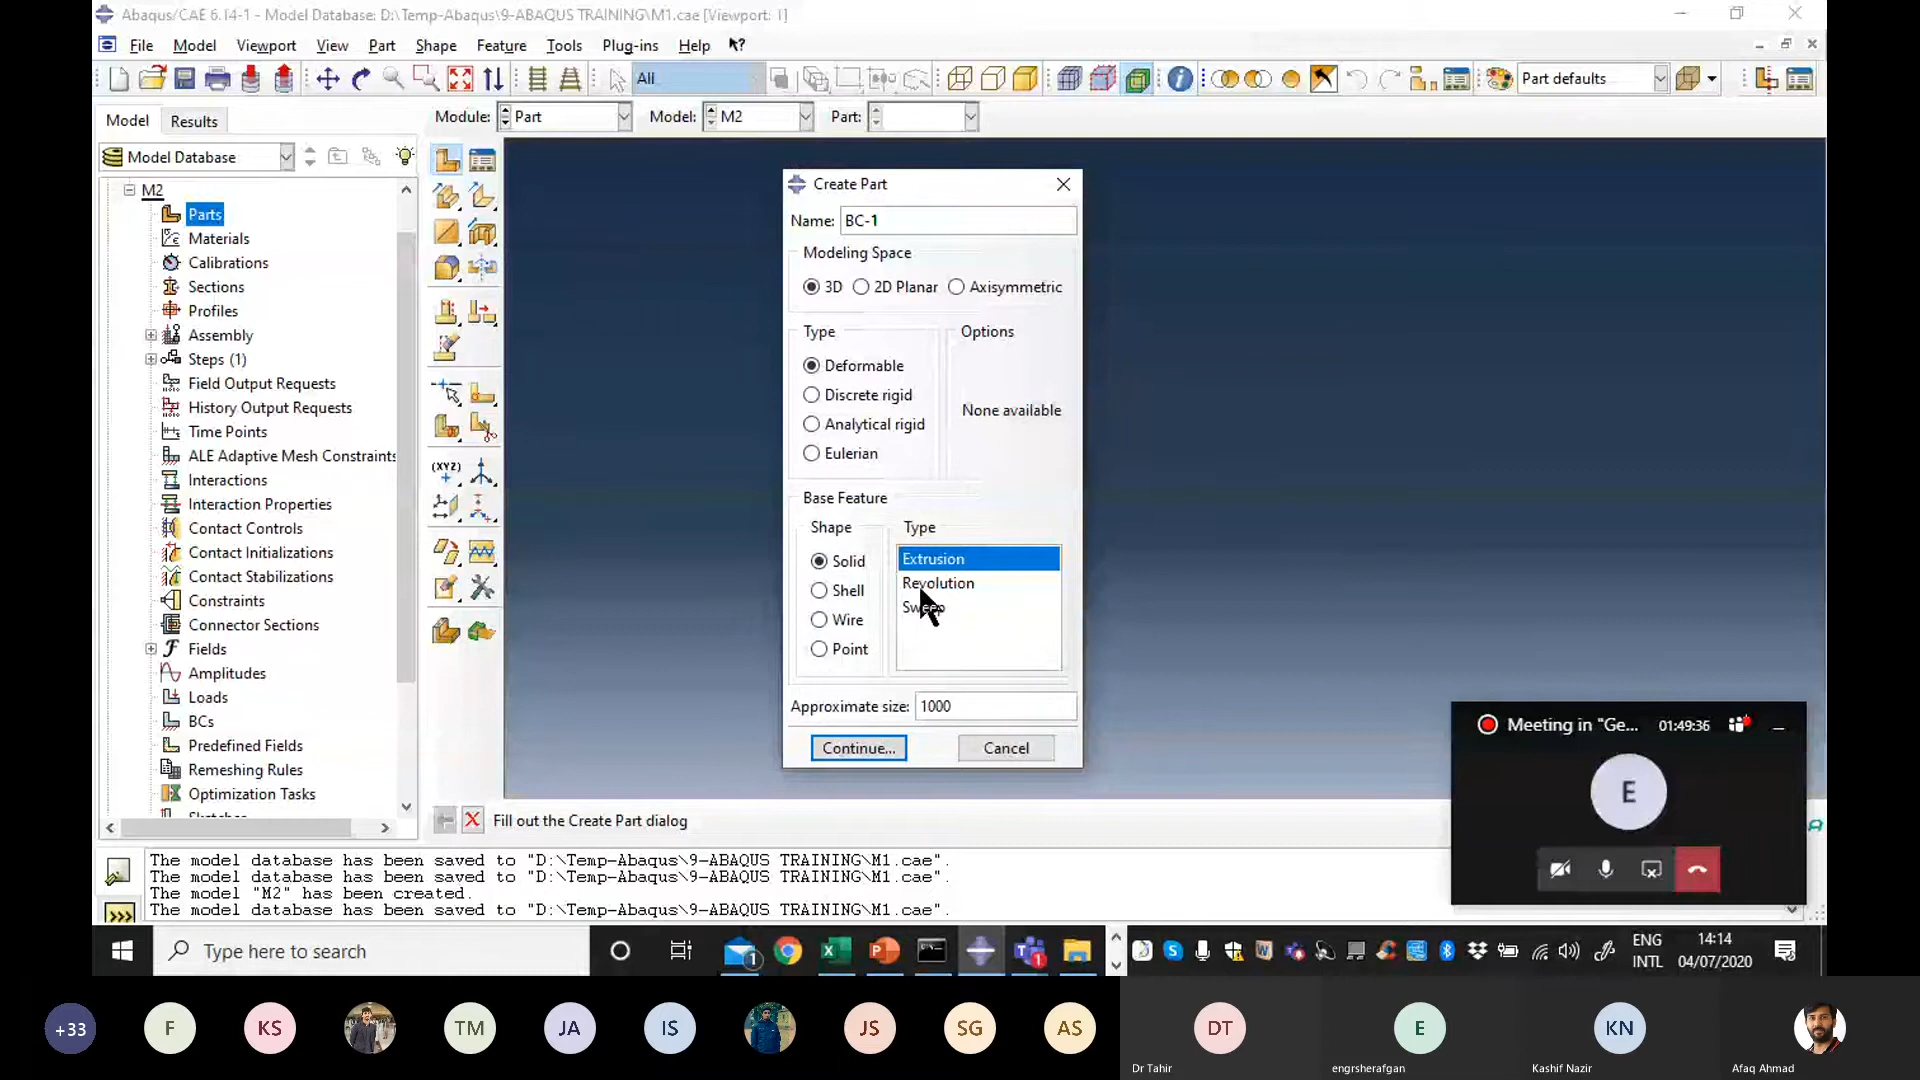 Abaqus/CAE 6.14-1 - Model Database: D:\Temp-Abaqus\9-ABAQUS TRAINING\M1.cae [Viewport: 1]
File Model Viewport View Part Shape Feature Tools Plug-ins Help
All
Part defaults
Model Results
Module: Part Model: M2 Part:
Model Database
M2
Parts
Materials
Calibrations
Sections
Profiles
Assembly
Steps (1)
Field Output Requests
History Output Requests
Time Points
ALE Adaptive Mesh Constraints
Interactions
Interaction Properties
Contact Controls
Contact Initializations
Contact Stabilizations
Constraints
Connector Sections
Fields
Amplitudes
Loads
BCs
Predefined Fields
Remeshing Rules
Optimization Tasks
(XYZ)
Create Part
Name: BC-1
Modeling Space
3D 2D Planar Axisymmetric
Type
Options
Deformable
Discrete rigid
Analytical rigid
Eulerian
None available
Base Feature
Shape
Type
Solid
Shell
Wire
Point
Extrusion
Revolution
Sweep
Approximate size: 1000
Continue... Cancel
Fill out the Create Part dialog
The model database has been saved to "D:\Temp-Abaqus\9-ABAQUS TRAINING\M1.cae".
The model database has been saved to "D:\Temp-Abaqus\9-ABAQUS TRAINING\M1.cae".
The model "M2" has been created.
The model database has been saved to "D:\Temp-Abaqus\9-ABAQUS TRAINING\M1.cae".
>>>
Meeting in "Ge... 01:49:36
E
Type here to search
1
1
ENG
INTL
14:14
04/07/2020
+33 F KS TM JA IS JS SG AS DT E KN
Dr Tahir engrsherafgan Kashif Nazir Afaq Ahmad